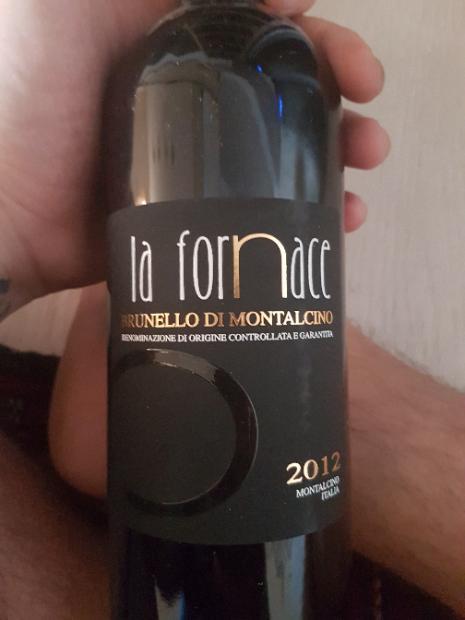 la fornace
BRUNELLO DI MONTALCINO
DENOMINAZIONE DI ORIGINE CONTROLLATA E GARANTITA
2012
MONTALCINO
ITALIA